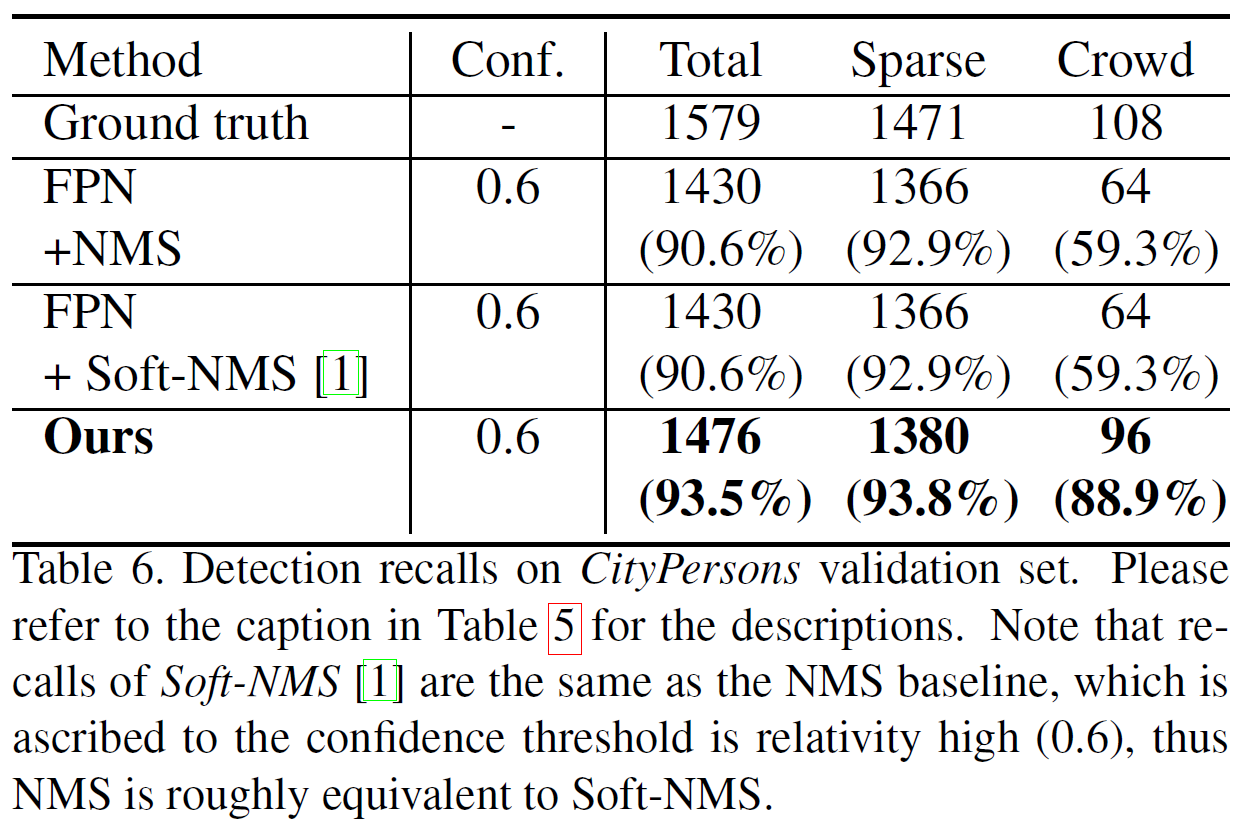 Method Conf. Total Sparse Crowd
Ground truth - 1579 1471 108
FPN 0.6 1430 1366 64
+NMS (90.6%) (92.9%) (59.3%)
FPN 0.6 1430 1366 64
+ Soft-NMS [1] (90.6%) (92.9%) (59.3%)
Ours 0.6 1476 1380 96
(93.5%) (93.8%) (88.9%)
Table 6. Detection recalls on CityPersons validation set. Please
refer to the caption in Table 5 for the descriptions. Note that re-
calls of Soft-NMS [1] are the same as the NMS baseline, which is
ascribed to the confidence threshold is relativity high (0.6), thus
NMS is roughly equivalent to Soft-NMS.